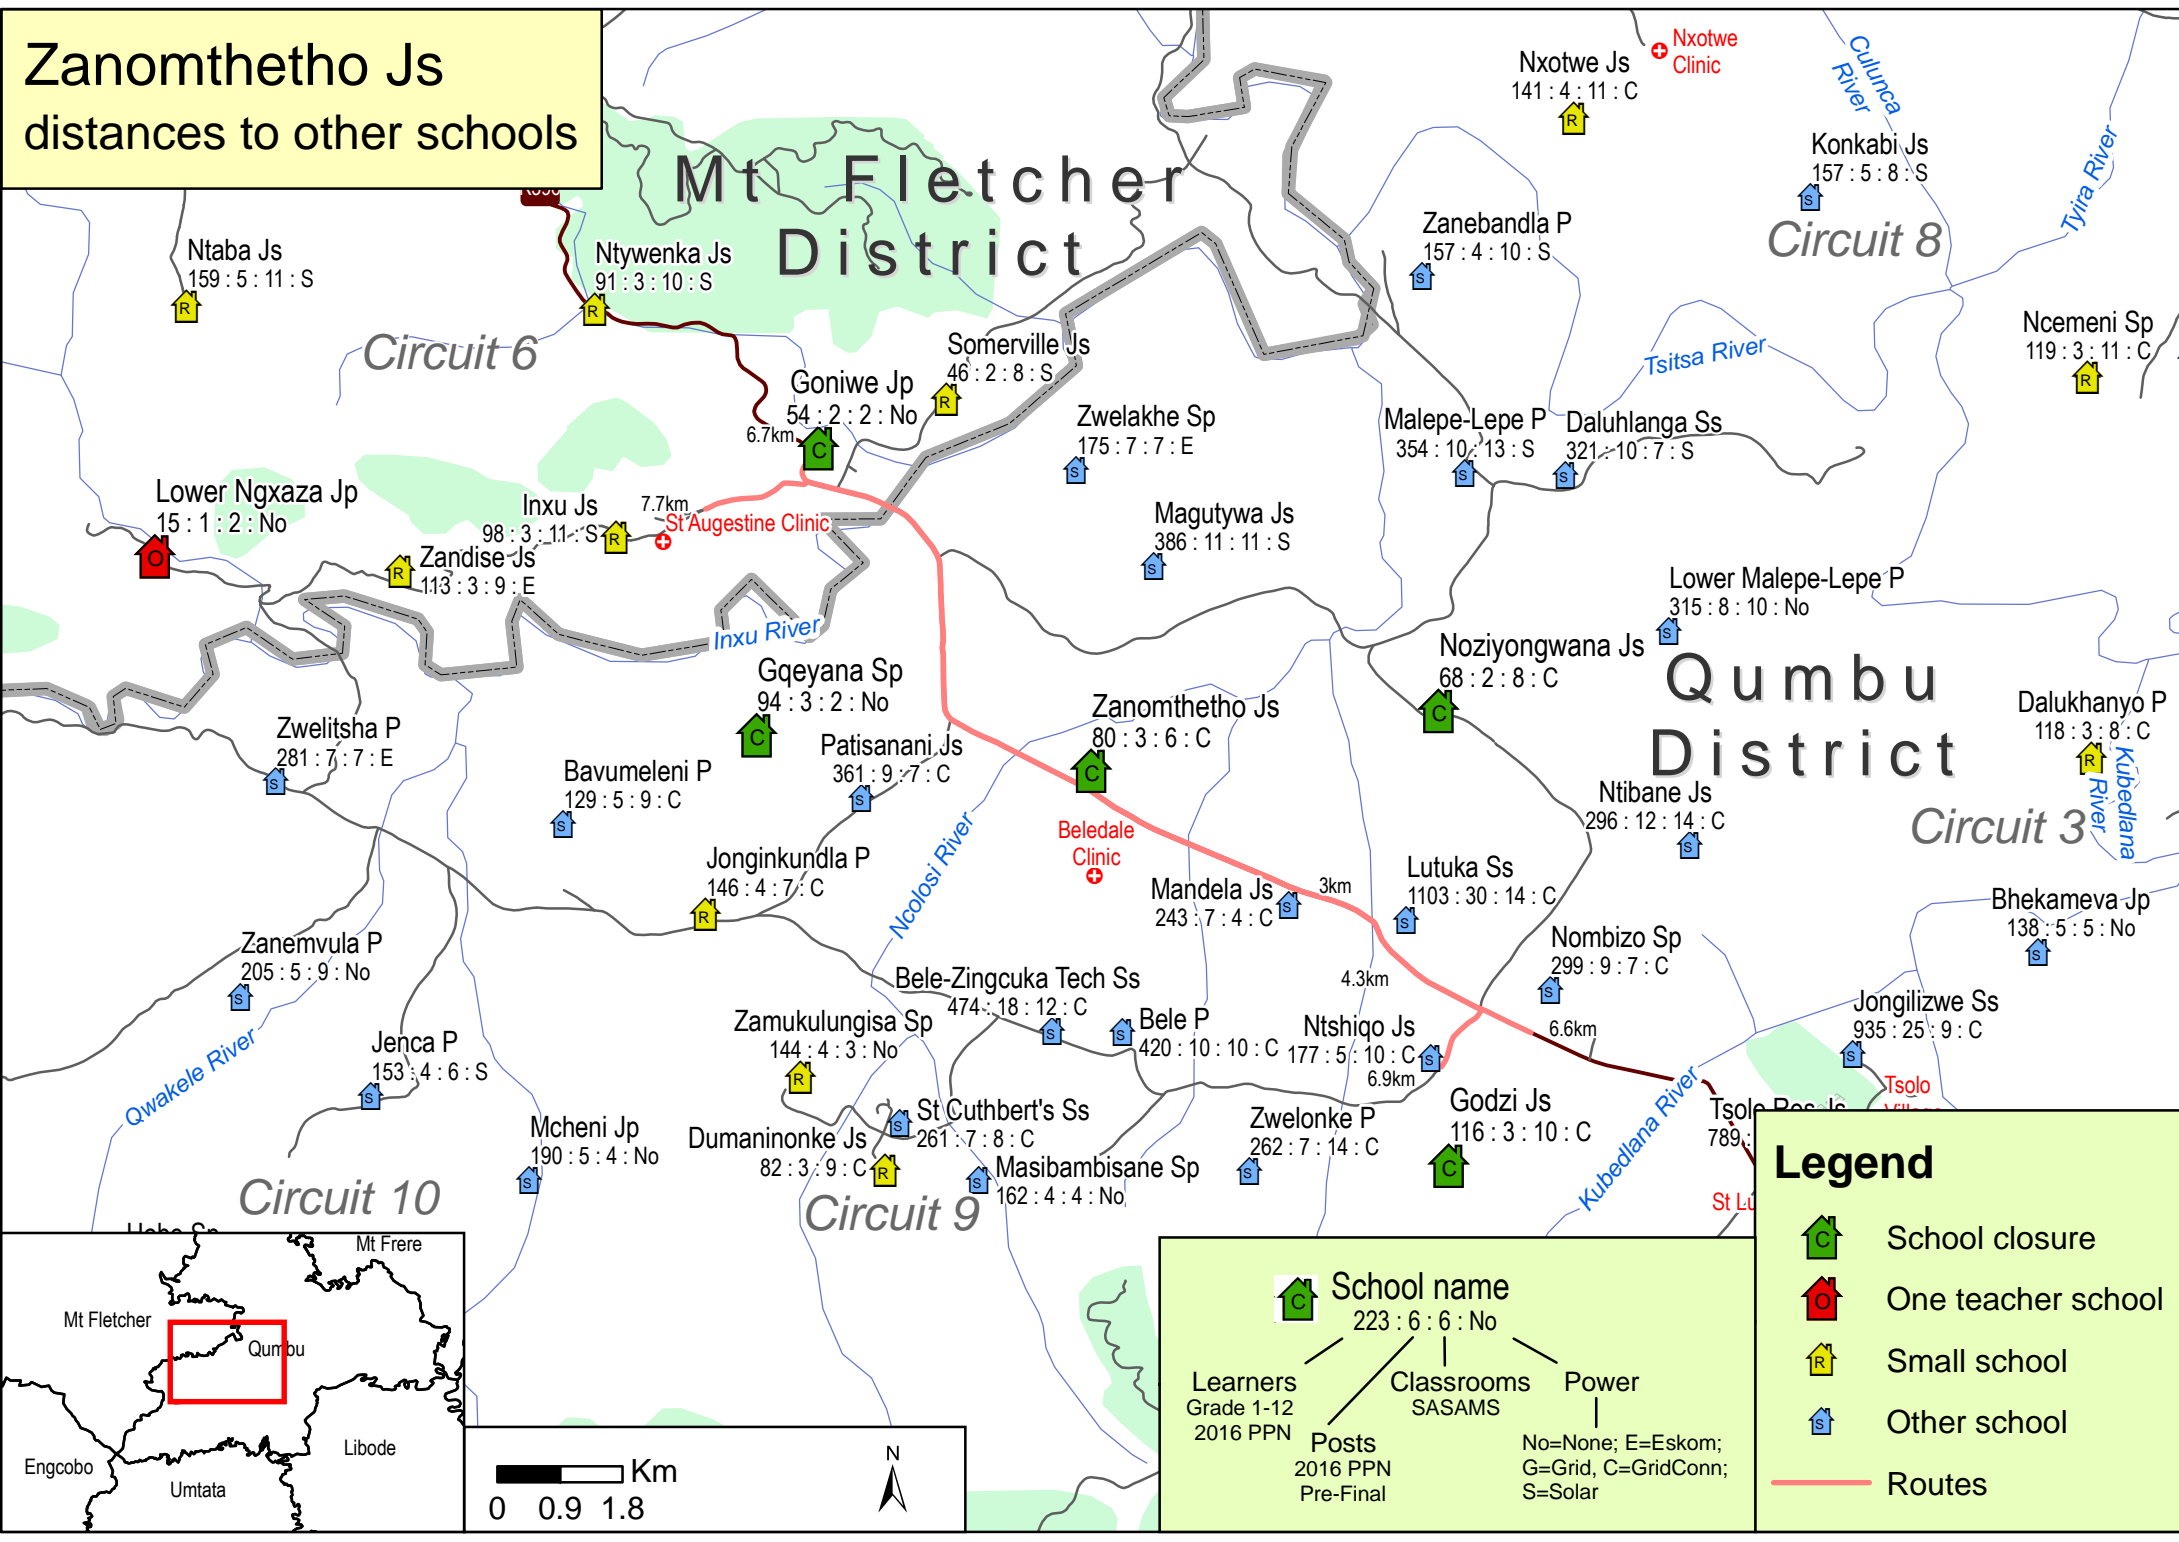 Zanomthetho Js
distances to other schools
Mt Fletcher
District
Nxotwe
Clinic
Nxotwe Js
141 : 4 : 11 : C
R
Culunca
River
Konkabi Js
157 : 5 : 8 : S
S
Circuit 8
Tyira River
Zanebandla P
157 : 4 : 10 : S
S
Ntaba Js
159 : 5 : 11 : S
R
Ntywenka Js
91 : 3 : 10 : S
R
Circuit 6
Somerville Js
46 : 2 : 8 : S
R
Goniwe Jp
54 : 2 : 2 : No
C
6.7km
Tsitsa River
Ncemeni Sp
119 : 3 : 11 : C
R
Zwelakhe Sp
175 : 7 : 7 : E
S
Malepe-Lepe P
354 : 10 : 13 : S
S
Daluhlanga Ss
321 : 10 : 7 : S
S
Lower Ngxaza Jp
15 : 1 : 2 : No
O
Inxu Js
98 : 3 : 11 : S
R
7.7km
St Augestine Clinic
Zandise Js
113 : 3 : 9 : E
R
Magutywa Js
386 : 11 : 11 : S
S
Lower Malepe-Lepe P
315 : 8 : 10 : No
S
Inxu River
Noziyongwana Js
68 : 2 : 8 : C
C
Qumbu
District
Gqeyana Sp
94 : 3 : 2 : No
C
Zanomthetho Js
80 : 3 : 6 : C
C
Dalukhanyo P
118 : 3 : 8 : C
R
Kubedlana
River
Zwelitsha P
281 : 7 : 7 : E
S
Patisanani Js
361 : 9 : 7 : C
S
Bavumeleni P
129 : 5 : 9 : C
S
Ntibane Js
296 : 12 : 14 : C
S
Circuit 3
Beledale
Clinic
Jonginkundla P
146 : 4 : 7 : C
R
Ncolosi River
Mandela Js
243 : 7 : 4 : C
S
3km
Lutuka Ss
1103 : 30 : 14 : C
S
Bhekameva Jp
138 : 5 : 5 : No
S
Zanemvula P
205 : 5 : 9 : No
S
Nombizo Sp
299 : 9 : 7 : C
S
4.3km
Bele-Zingcuka Tech Ss
474 : 18 : 12 : C
S
Jongilizwe Ss
935 : 25 : 9 : C
S
Zamukulungisa Sp
144 : 4 : 3 : No
R
Bele P
420 : 10 : 10 : C
S
Ntshiqo Js
177 : 5 : 10 : C
S
6.9km
6.6km
Jenca P
153 : 4 : 6 : S
S
Qwakele River
Tsolo
Kubedlana River
Godzi Js
116 : 3 : 10 : C
C
St Cuthbert's Ss
261 : 7 : 8 : C
S
Zwelonke P
262 : 7 : 14 : C
S
Mcheni Jp
190 : 5 : 4 : No
S
Dumaninonke Js
82 : 3 : 9 : C
R
Masibambisane Sp
162 : 4 : 4 : No
S
789 :
St
Circuit 10
Circuit 9
Mt Frere
Mt Fletcher
Qumbu
Engcobo
Libode
Umtata
Km
0 0.9 1.8
N
C
School name
223 : 6 : 6 : No
Learners
Grade 1-12
2016 PPN
Posts
2016 PPN
Pre-Final
Classrooms
SASAMS
Power
No=None; E=Eskom;
G=Grid, C=GridConn;
S=Solar
Legend
C School closure
O One teacher school
R Small school
S Other school
Routes